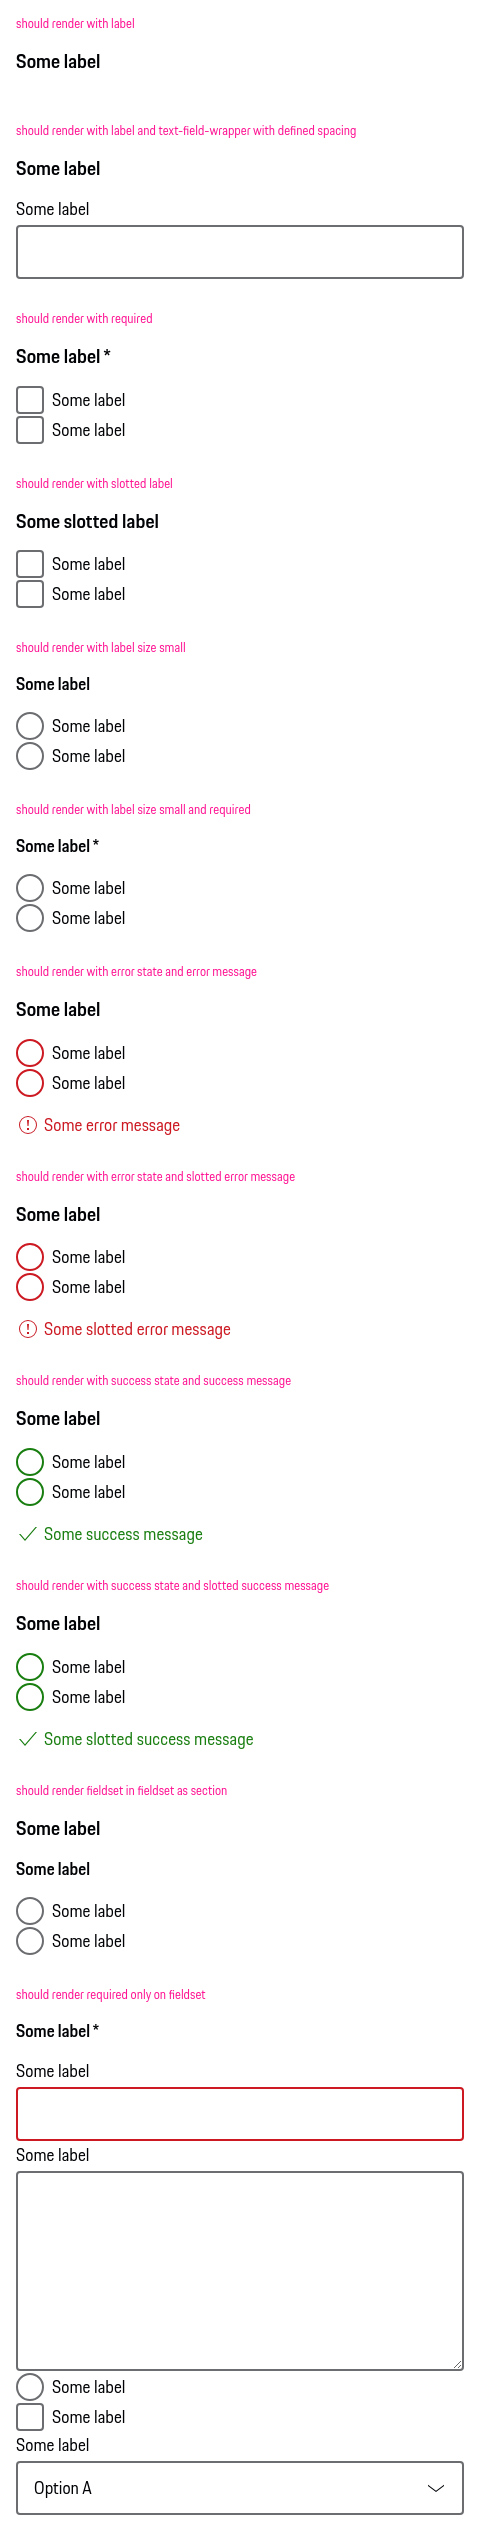 should render with label
Some label
should render with label and text-field-wrapper with defined spacing
Some label
Some label
should render with required
Some label *
Some label
Some label
should render with slotted label
Some slotted label
Some label
Some label
should render with label size small
Some label
Some label
Some label
should render with label size small and required
Some label *
Some label
Some label
should render with error state and error message
Some label
Some label
Some label
Some error message
should render with error state and slotted error message
Some label
Some label
Some label
Some slotted error message
should render with success state and success message
Some label
Some label
Some label
Some success message
should render with success state and slotted success message
Some label
Some label
Some label
Some slotted success message
should render fieldset in fieldset as section
Some label
Some label
Some label
Some label
should render required only on fieldset
Some label *
Some label
Some label
Some label
Some label
Some label
Option A